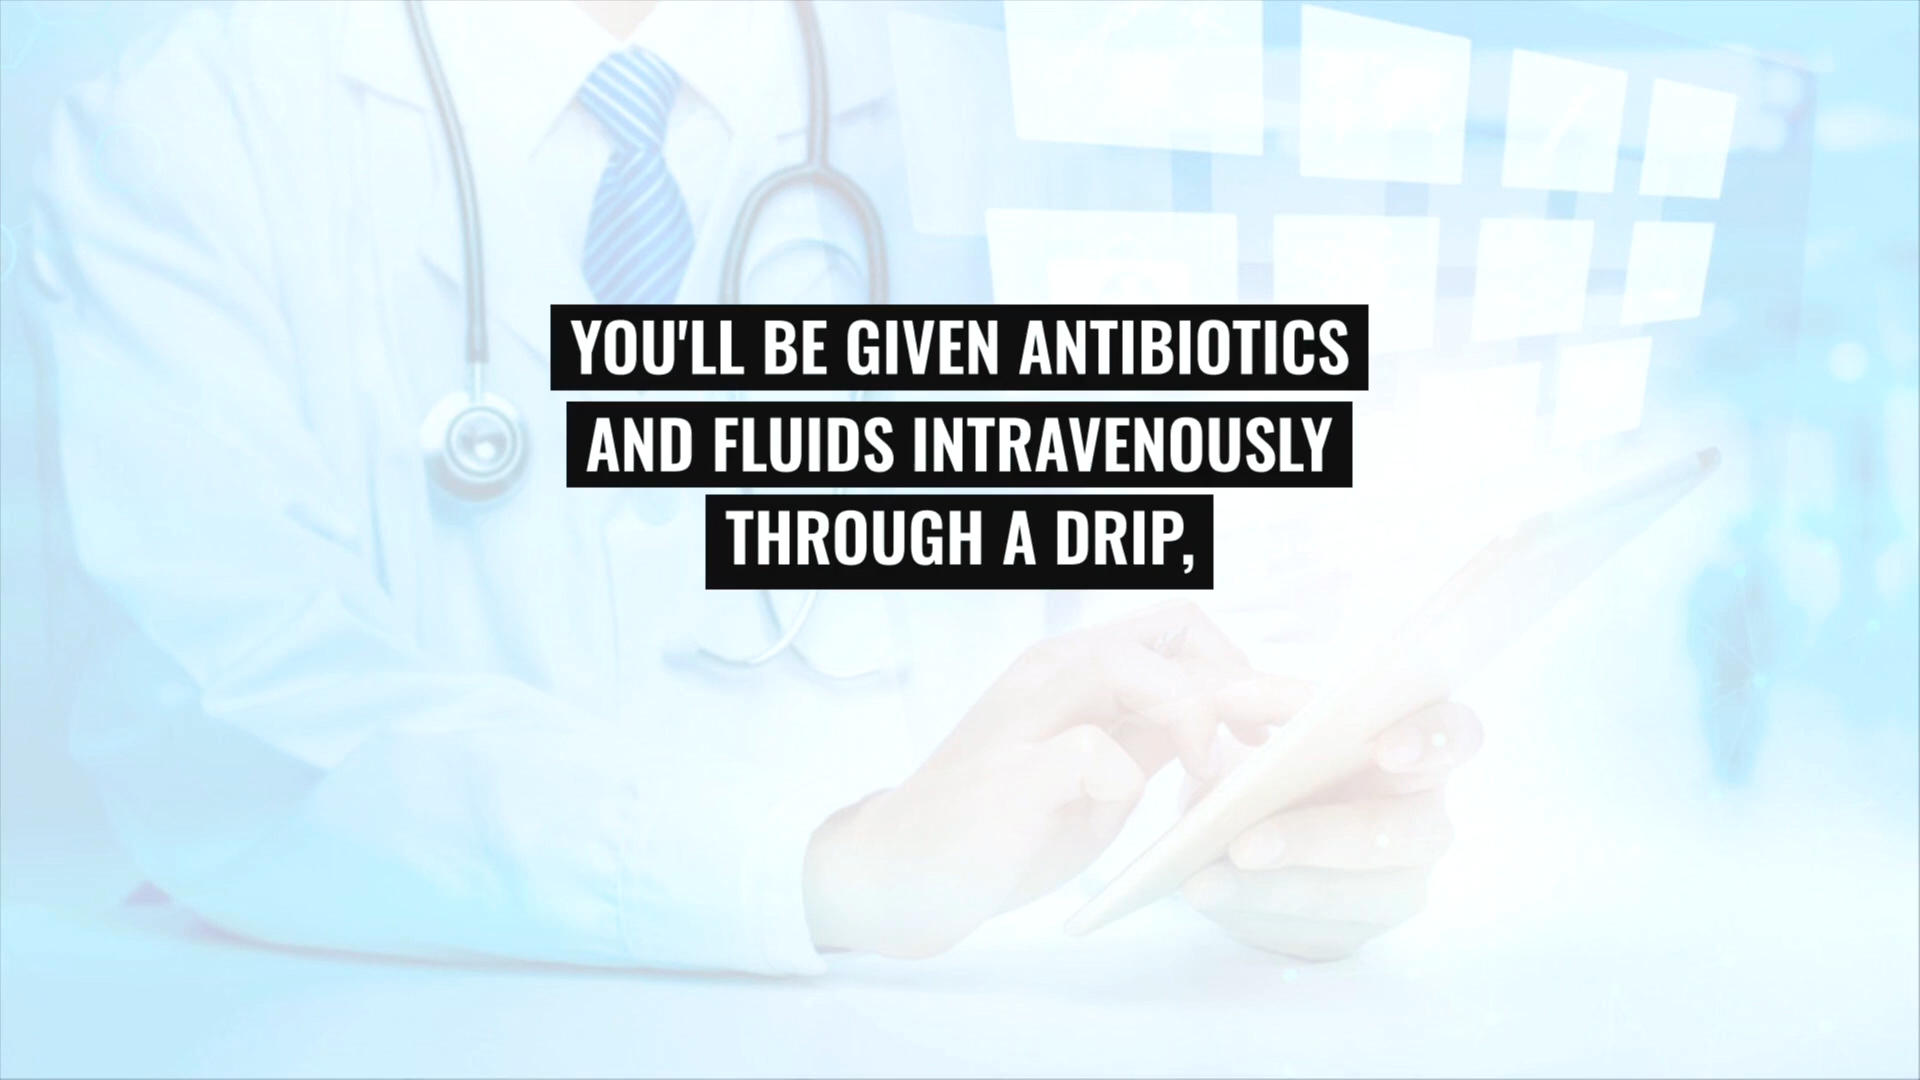 YOU'LL BE GIVEN ANTIBIOTICS
AND FLUIDS INTRAVENOUSLY
THROUGH A DRIP,